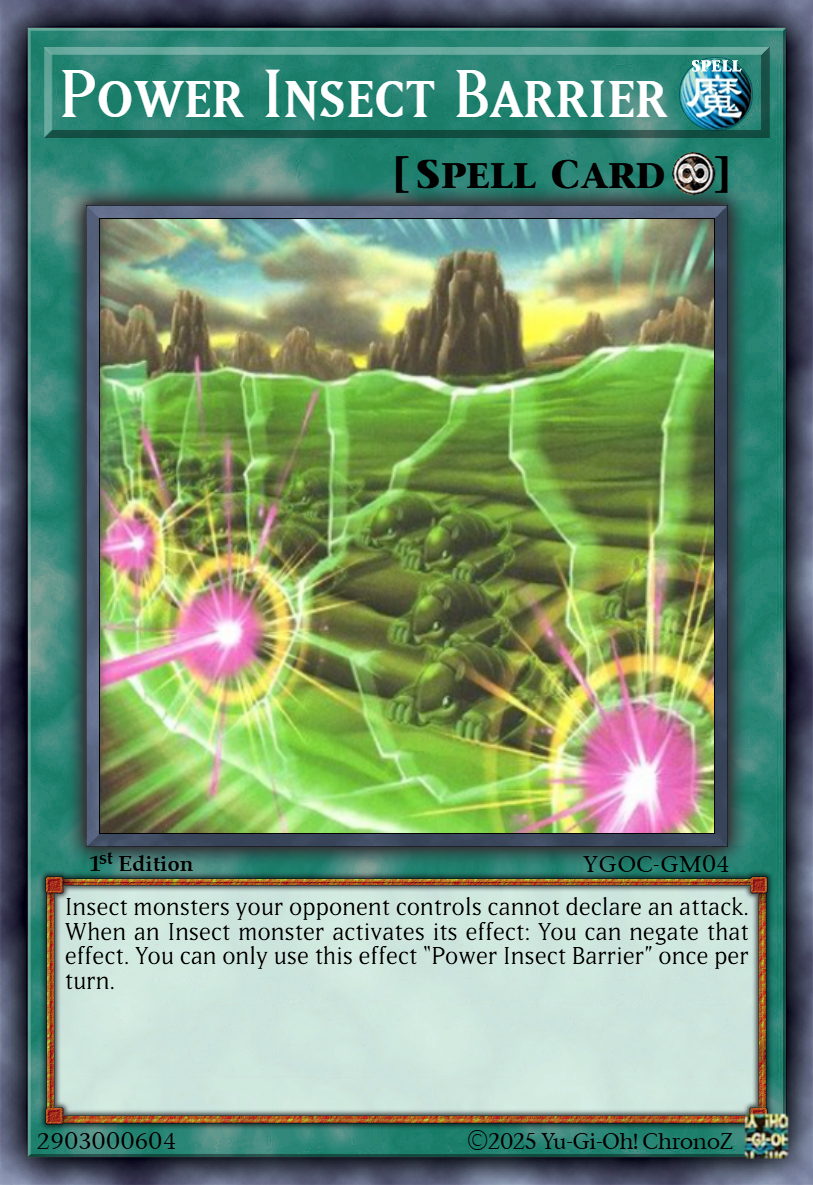 POWER INSECT BARRIER
SPELL
魔
[SPELL CARD]
1st Edition
YGOC-GM04
Insect monsters your opponent controls cannot declare an attack.
When an Insect monster activates its effect: You can negate that
effect. You can only use this effect "Power Insect Barrier" once per
turn.
2903000604
©2025 Yu-Gi-Oh! ChronoZ